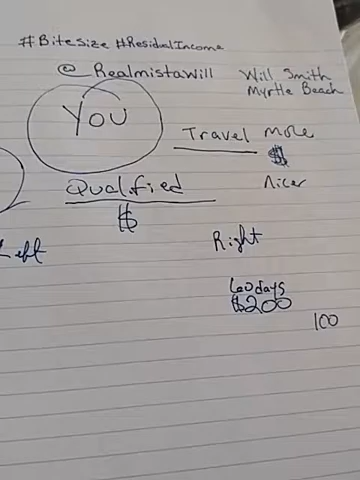 #BiteSize #ResidualIncome
@Realmistawill
Will Smith
Myrtle Beach
YOU
Travel more
$
Nicer
Qualified
$
Left
Right
60days
$200
100